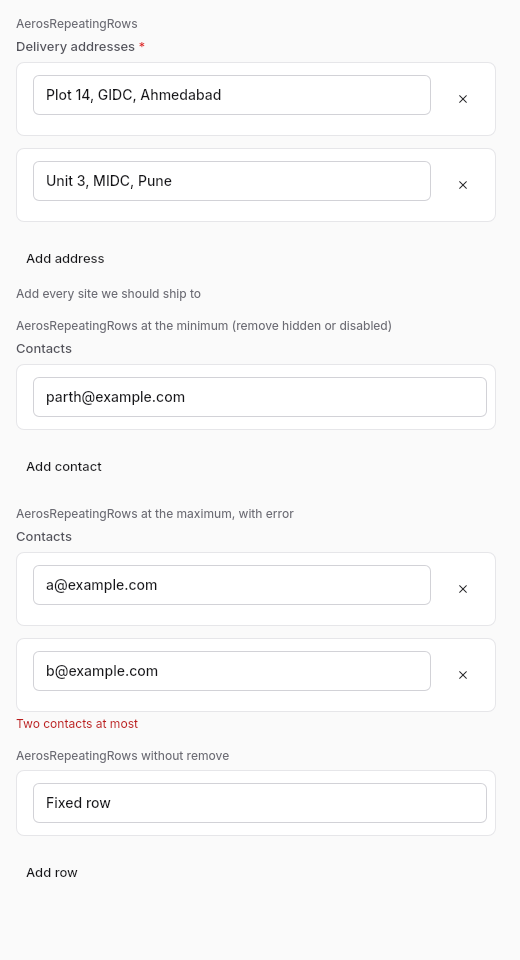 AerosRepeatingRows
Delivery addresses *
Plot 14, GIDC, Ahmedabad
×
Unit 3, MIDC, Pune
×
Add address
Add every site we should ship to
AerosRepeatingRows at the minimum (remove hidden or disabled)
Contacts
parth@example.com
Add contact
AerosRepeatingRows at the maximum, with error
Contacts
a@example.com
×
b@example.com
×
Two contacts at most
AerosRepeatingRows without remove
Fixed row
Add row